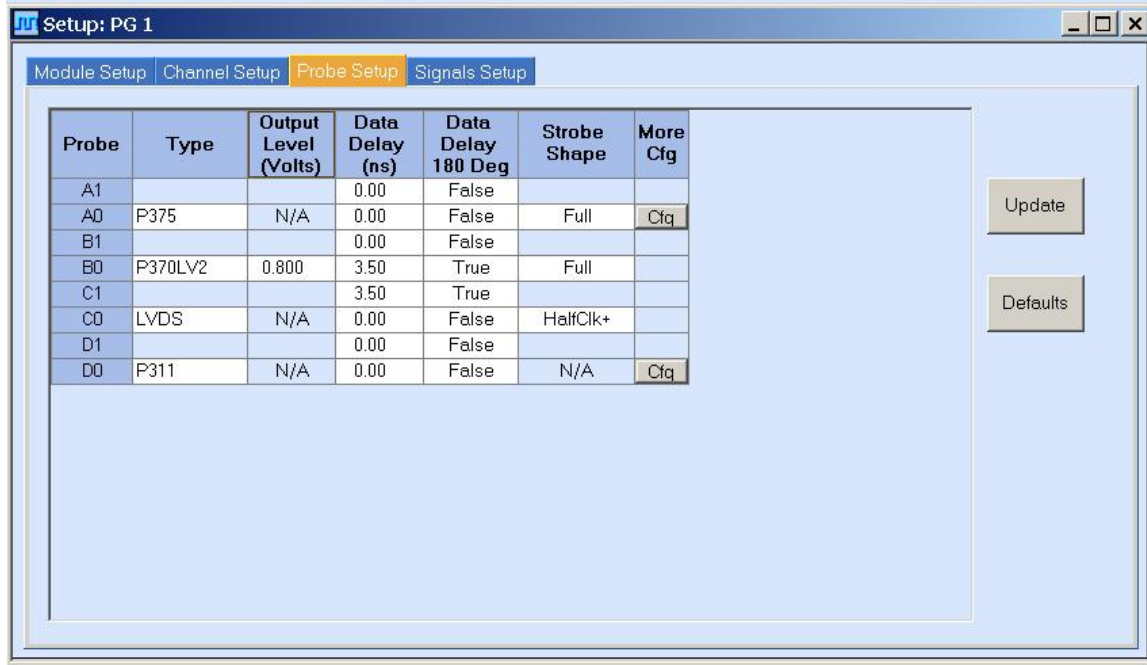 Setup: PG 1
Module Setup Channel Setup Probe Setup Signals Setup
Probe Type Output Level (Volts) Data Delay (ns) Data Delay 180 Deg Strobe Shape More Cfg
A1 0.00 False
A0 P375 N/A 0.00 False Full Cfg
B1 0.00 False
B0 P370LV2 0.800 3.50 True Full
C1 3.50 True
C0 LVDS N/A 0.00 False HalfClk+
D1 0.00 False
D0 P311 N/A 0.00 False N/A Cfg
Update
Defaults